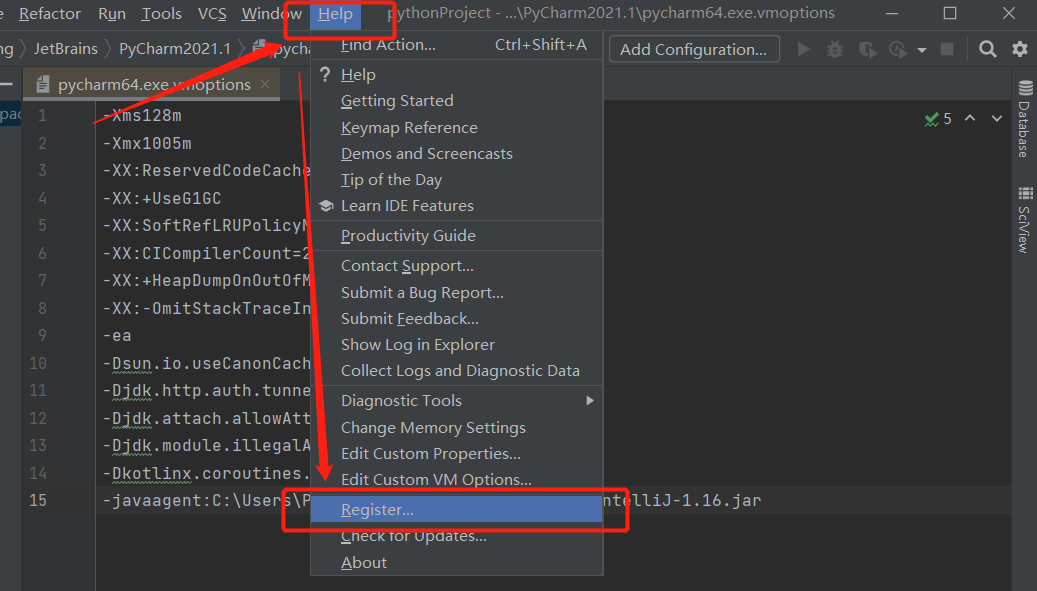 e Refactor Run Tools VCS Window Help pythonProject - ...\PyCharm2021.1\pycharm64.exe.vmoptions
ng JetBrains PyCharm2021.1 pycha Add Configuration...
pycharm64.exe.vmoptions
Find Action... Ctrl+Shift+A
Help
Getting Started
Keymap Reference
Demos and Screencasts
Tip of the Day
Learn IDE Features
Productivity Guide
Contact Support...
Submit a Bug Report...
Submit Feedback...
Show Log in Explorer
Collect Logs and Diagnostic Data
Diagnostic Tools
Change Memory Settings
Edit Custom Properties...
Edit Custom VM Options...
Register...
Check for Updates...
About
pac
1 -Xms128m
2 -Xmx1005m
3 -XX:ReservedCodeCache
4 -XX:+UseG1GC
5 -XX:SoftRefLRUPolicyM
6 -XX:CICompilerCount=2
7 -XX:+HeapDumpOnOutOfM
8 -XX:-OmitStackTraceIn
9 -ea
10 -Dsun.io.useCanonCach
11 -Djdk.http.auth.tunne
12 -Djdk.attach.allowAtt
13 -Djdk.module.illegalA
14 -Dkotlinx.coroutines.
15 -javaagent:C:\Users\P ntelliJ-1.16.jar
5
Database
SciView